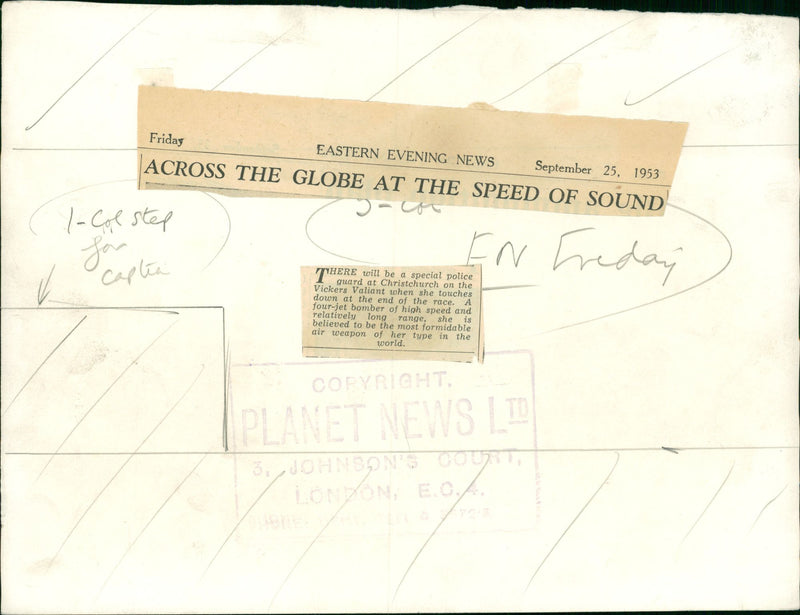 Friday EASTERN EVENING NEWS September 25, 1953
ACROSS THE GLOBE AT THE SPEED OF SOUND
1-Col step
for
EN Friday
THERE will be a special police
guard at Christchurch on the
Vickers Valiant when she touches
down at the end of the race. A
four-jet bomber of high speed and
relatively long range, she is
believed to be the most formidable
air weapon of her type in the
world.
COPYRIGHT.
PLANET NEWS LTD
3, JOHNSON'S COURT,
LONDON, E.C.4.